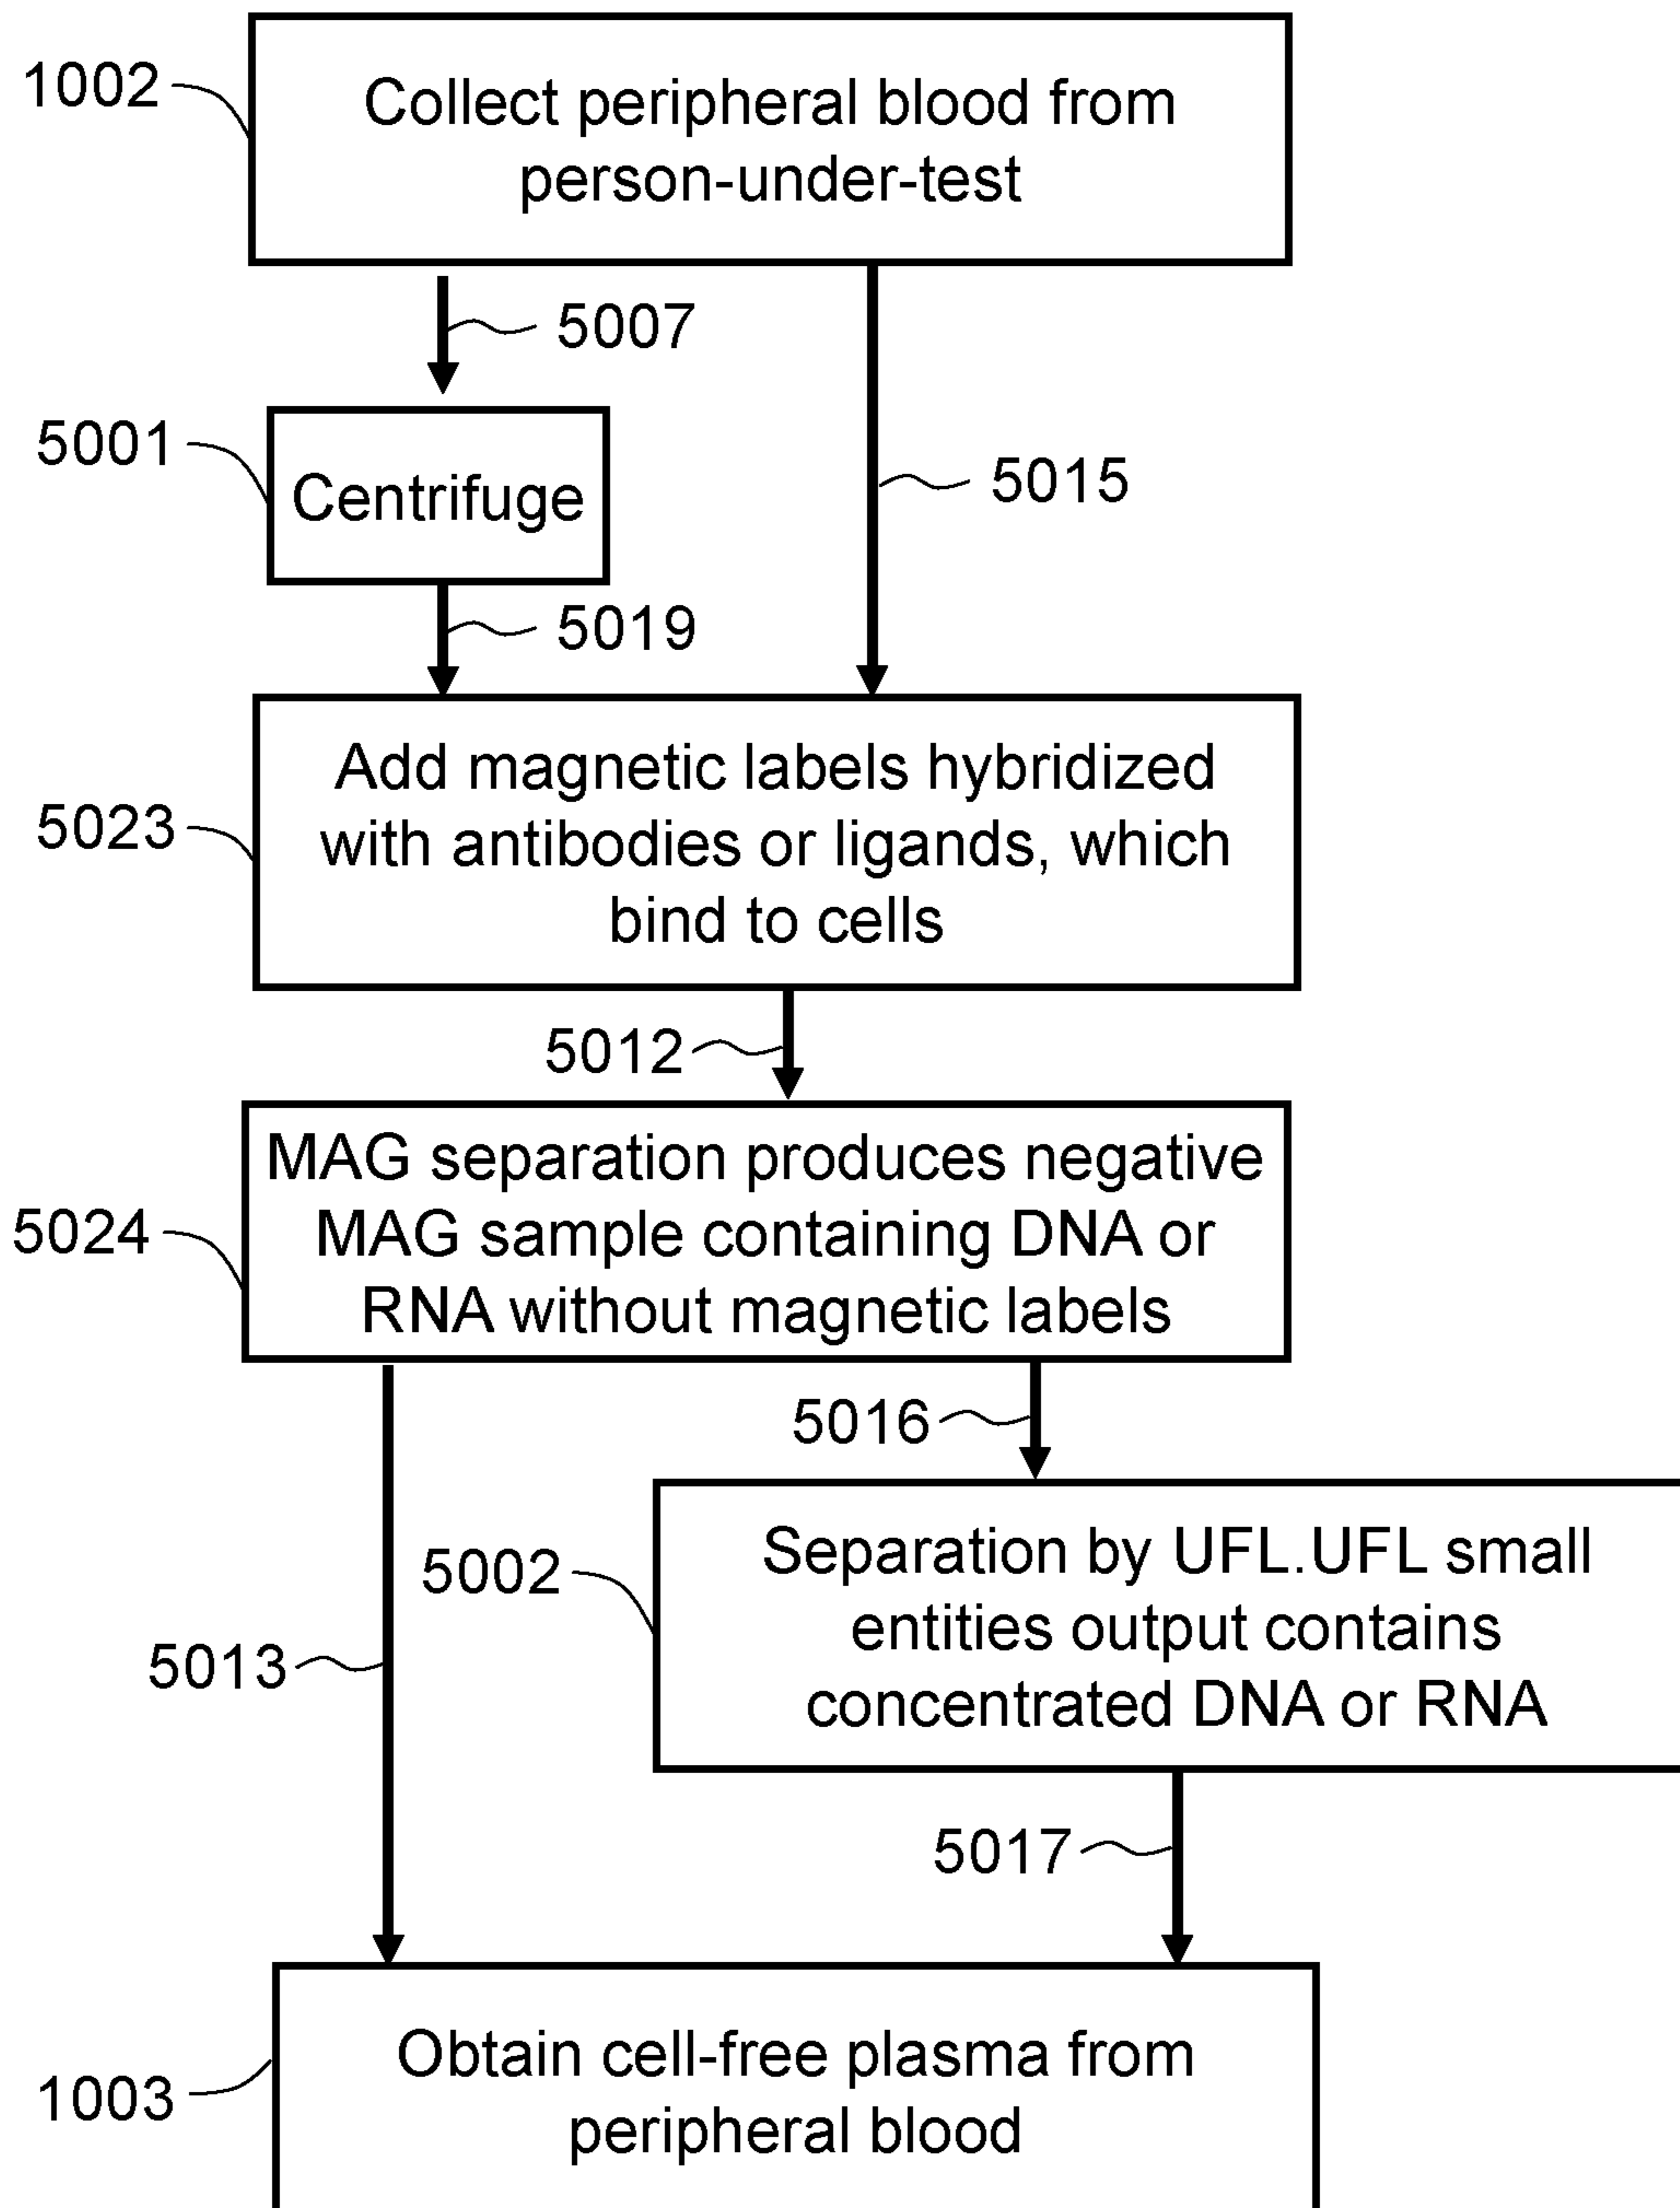 1002
Collect peripheral blood from
person-under-test
5007
5001
Centrifuge
5015
5019
5023
Add magnetic labels hybridized
with antibodies or ligands, which
bind to cells
5012
5024
MAG separation produces negative
MAG sample containing DNA or
RNA without magnetic labels
5016
5002
Separation by UFL.UFL small
entities output contains
concentrated DNA or RNA
5013
5017
1003
Obtain cell-free plasma from
peripheral blood